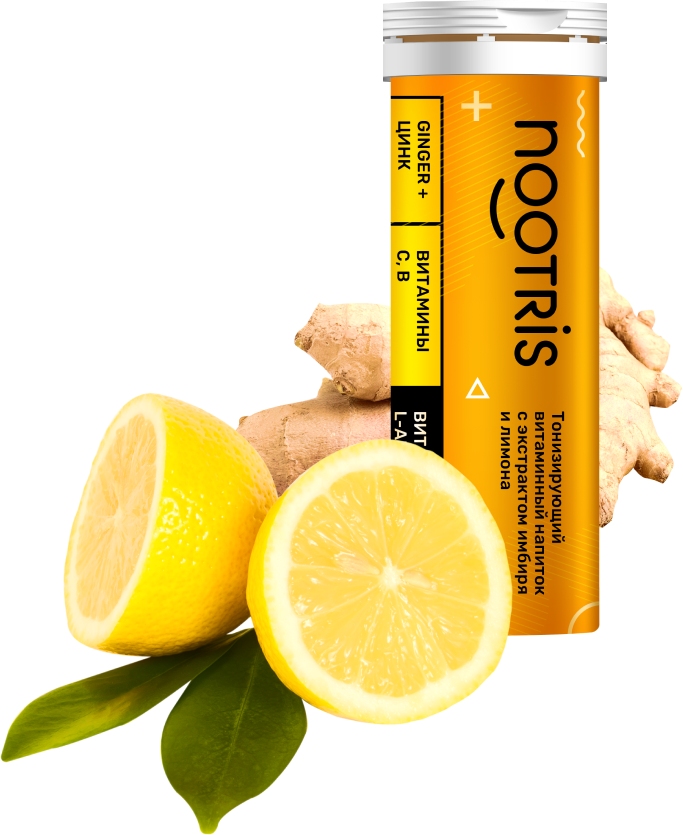 nootris
Тонизирующий
витаминный напиток
с экстрактом имбиря
и лимона
GINGER +
ЦИНК
ВИТАМИНЫ
C, B